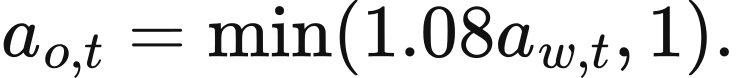 $a_{o,t} = \min(1.08a_{w,t}, 1).$